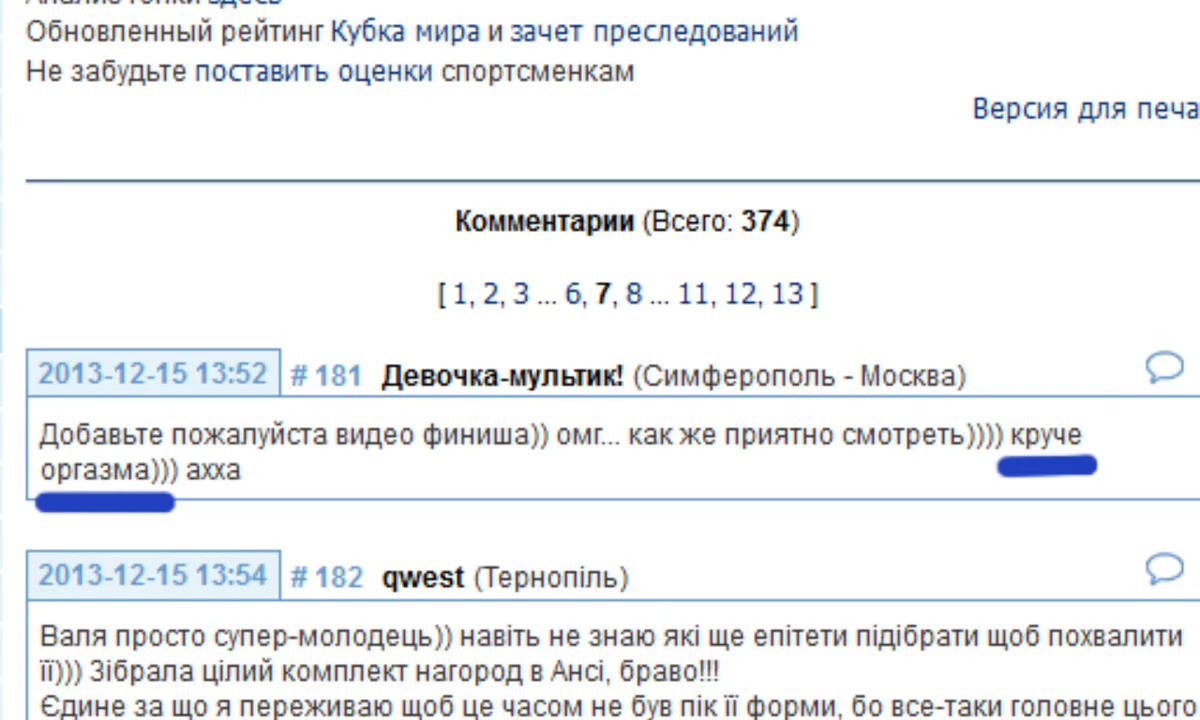 Анализ гонки здесь
Обновленный рейтинг Кубка мира и зачет преследований
Не забудьте поставить оценки спортсменкам
Версия для печа
Комментарии (Всего: 374)
[ 1, 2, 3 ... 6, 7, 8 ... 11, 12, 13 ]
2013-12-15 13:52 # 181 Девочка-мультик! (Симферополь - Москва)
Добавьте пожалуйста видео финиша)) омг... как же приятно смотреть)))) круче
оргазма))) ахха
2013-12-15 13:54 # 182 qwest (Тернопіль)
Валя просто супер-молодець)) навіть не знаю які ще епітети підібрати щоб похвалити
її))) Зібрала цілий комплект нагород в Ансі, браво!!!
Єдине за що я переживаю щоб це часом не був пік її форми, бо все-таки головне цього